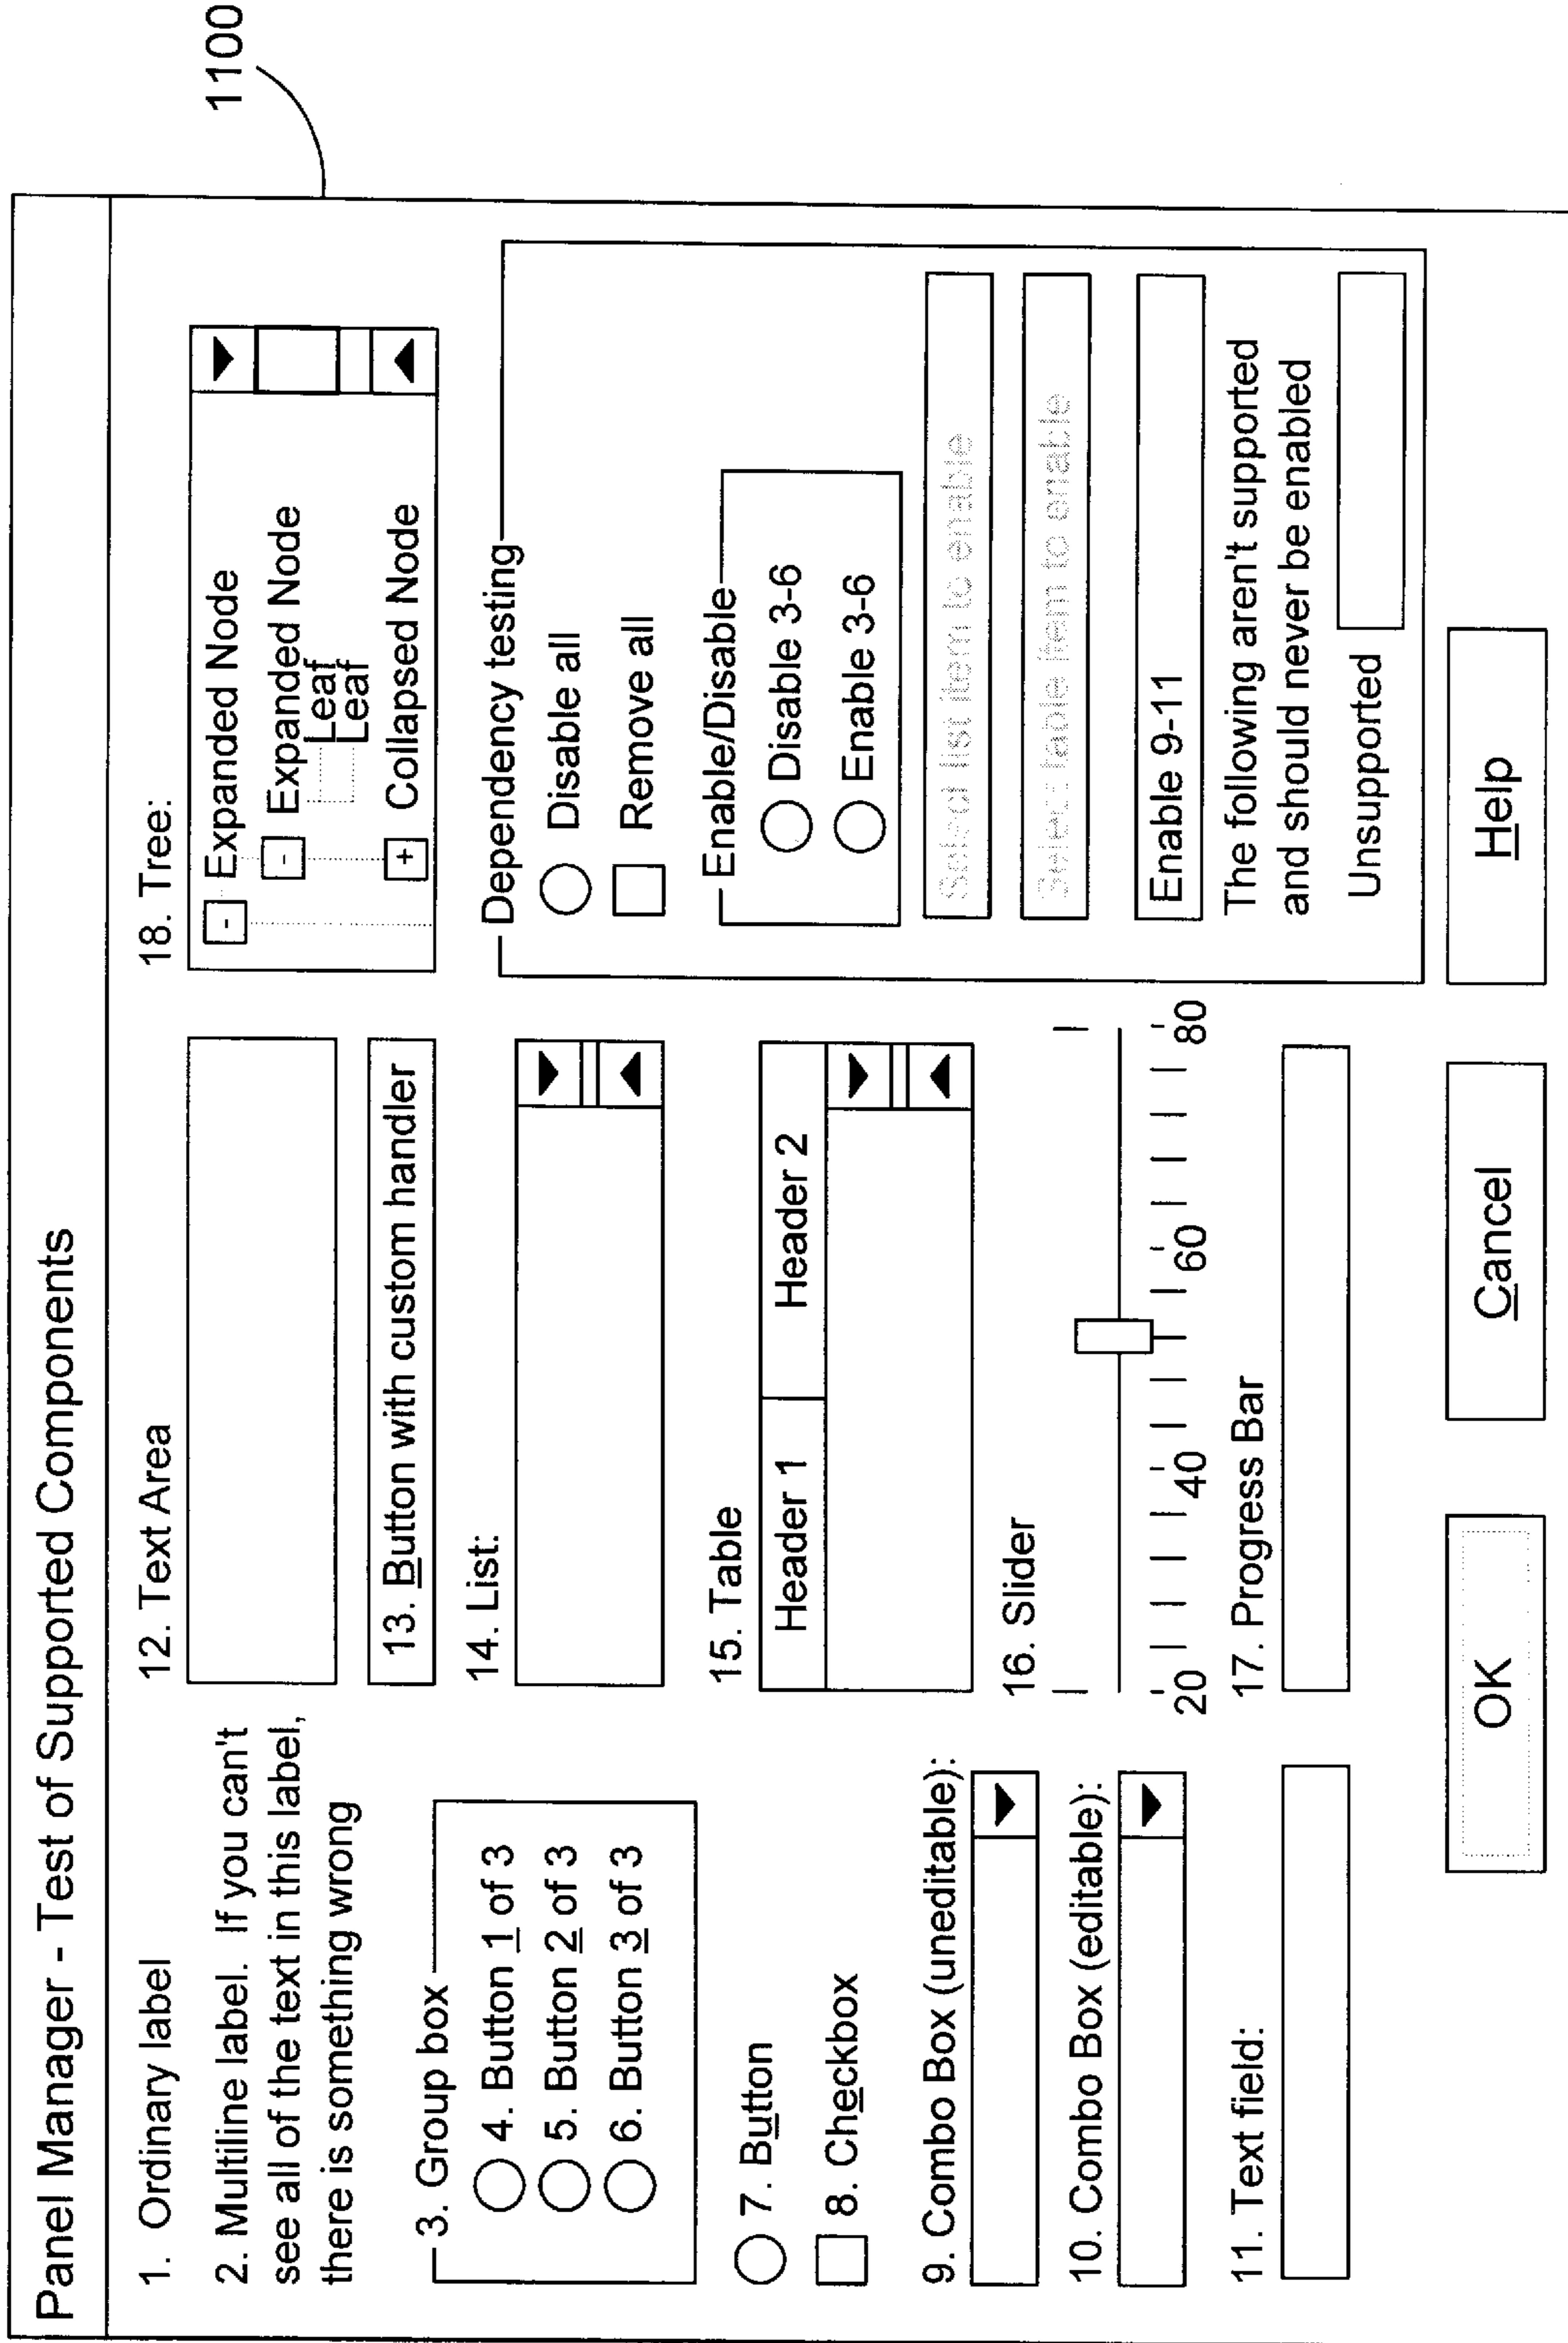 1100
Panel Manager - Test of Supported Components
1. Ordinary label
2. Multiline label. If you can't
see all of the text in this label,
there is something wrong
3. Group box
4. Button 1 of 3
5. Button 2 of 3
6. Button 3 of 3
7. Button
8. Checkbox
9. Combo Box (uneditable):
10. Combo Box (editable):
11. Text field:
12. Text Area
13. Button with custom handler
14. List:
15. Table
Header 1 Header 2
16. Slider
20 40 60 80
17. Progress Bar
18. Tree:
- Expanded Node
- Expanded Node
Leaf
Leaf
+ Collapsed Node
Dependency testing
Disable all
Remove all
Enable/Disable
Disable 3-6
Enable 3-6
Select list item to enable
Select table item to enable
Enable 9-11
The following aren't supported
and should never be enabled
Unsupported
OK Cancel Help